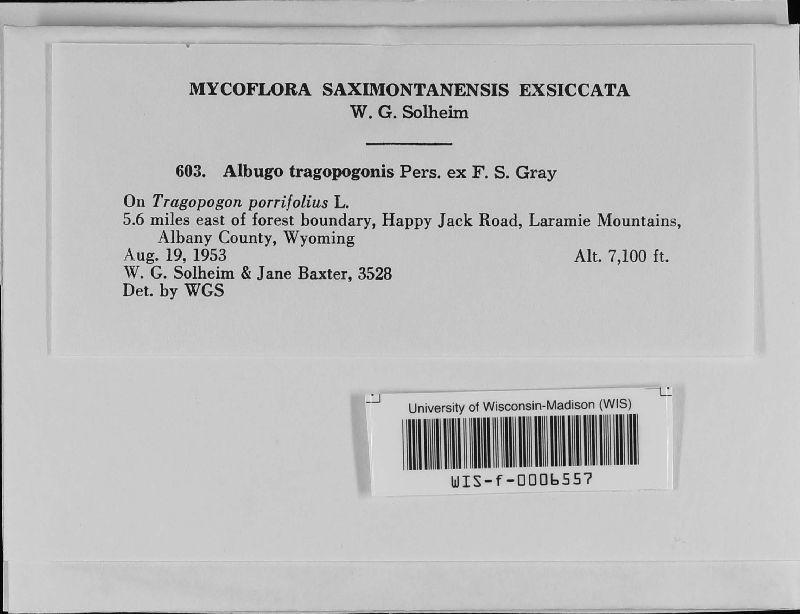 MYCOFLORA SAXIMONTANENSIS EXSICCATA
W. G. Solheim
603. Albugo tragopogonis Pers. ex F. S. Gray
On Tragopogon porrifolius L.
5.6 miles east of forest boundary, Happy Jack Road, Laramie Mountains,
Albany County, Wyoming
Aug. 19, 1953 Alt. 7,100 ft.
W. G. Solheim & Jane Baxter, 3528
Det. by WGS
University of Wisconsin-Madison (WIS)
WIS-f-0006557